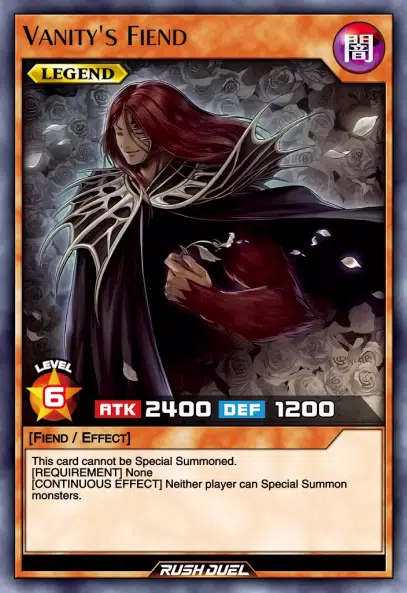 Vanity's Fiend
闇
LEGEND
LEVEL
6
ATK 2400 DEF 1200
[Fiend / Effect]
This card cannot be Special Summoned.
[REQUIREMENT] None
[CONTINUOUS EFFECT] Neither player can Special Summon
monsters.
RUSH DUEL